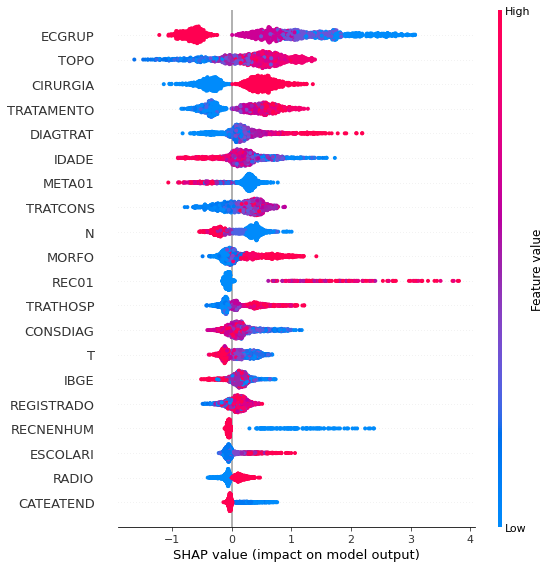 High
ECGRUP
TOPO
CIRURGIA
TRATAMENTO
DIAGTRAT
IDADE
META01
TRATCONS
N
MORFO
REC01
TRATHOSP
CONSDIAG
T
IBGE
REGISTRADO
RECNENHUM
ESCOLARI
RADIO
CATEATEND
Feature value
Low
−1 0 1 2 3 4
SHAP value (impact on model output)